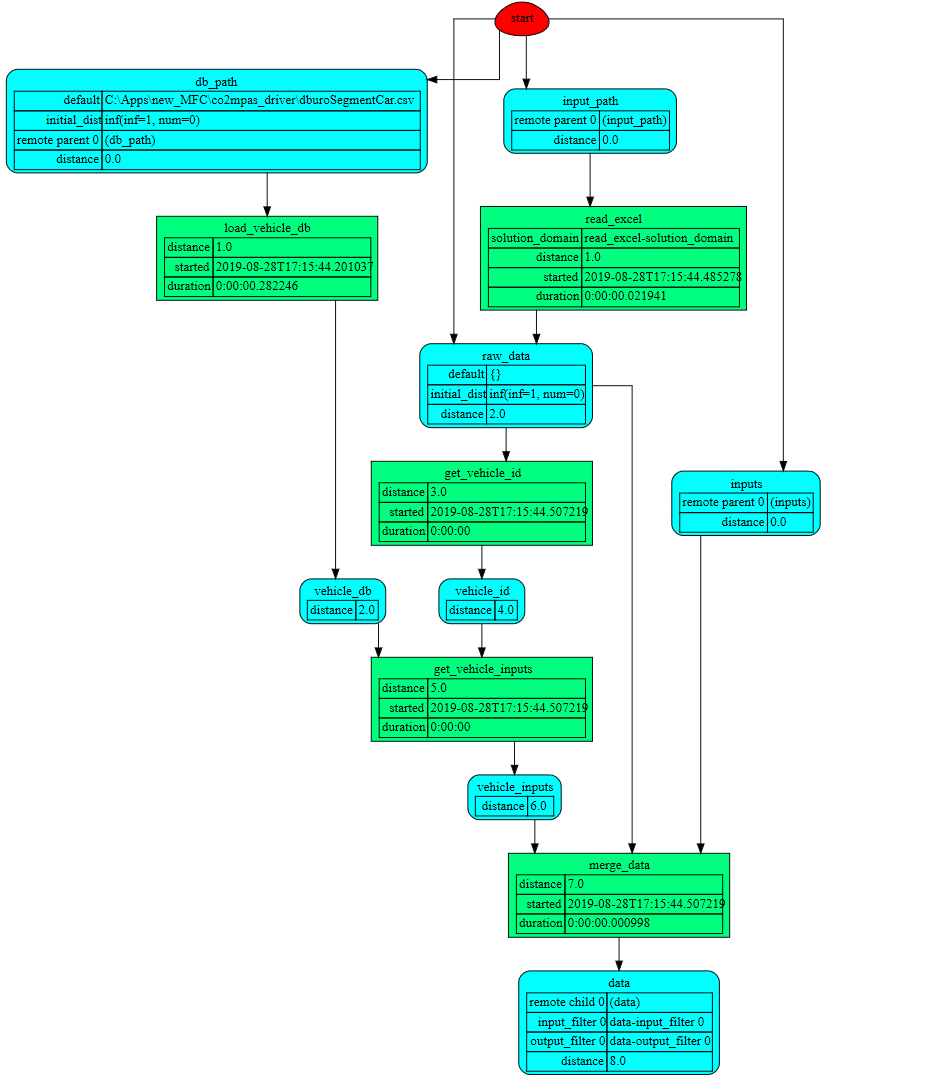 start
db_path
default C:\Apps\new_MFC\co2mpas_driver\dburoSegmentCar.csv
initial_dist inf(inf=1, num=0)
remote parent 0 (db_path)
distance 0.0
input_path
remote parent 0 (input_path)
distance 0.0
load_vehicle_db
distance 1.0
started 2019-08-28T17:15:44.201037
duration 0:00:00.282246
read_excel
solution_domain read_excel-solution_domain
distance 1.0
started 2019-08-28T17:15:44.485278
duration 0:00:00.021941
raw_data
default {}
initial_dist inf(inf=1, num=0)
distance 2.0
get_vehicle_id
distance 3.0
started 2019-08-28T17:15:44.507219
duration 0:00:00
inputs
remote parent 0 (inputs)
distance 0.0
vehicle_db
distance 2.0
vehicle_id
distance 4.0
get_vehicle_inputs
distance 5.0
started 2019-08-28T17:15:44.507219
duration 0:00:00
vehicle_inputs
distance 6.0
merge_data
distance 7.0
started 2019-08-28T17:15:44.507219
duration 0:00:00.000998
data
remote child 0 (data)
input_filter 0 data-input_filter 0
output_filter 0 data-output_filter 0
distance 8.0